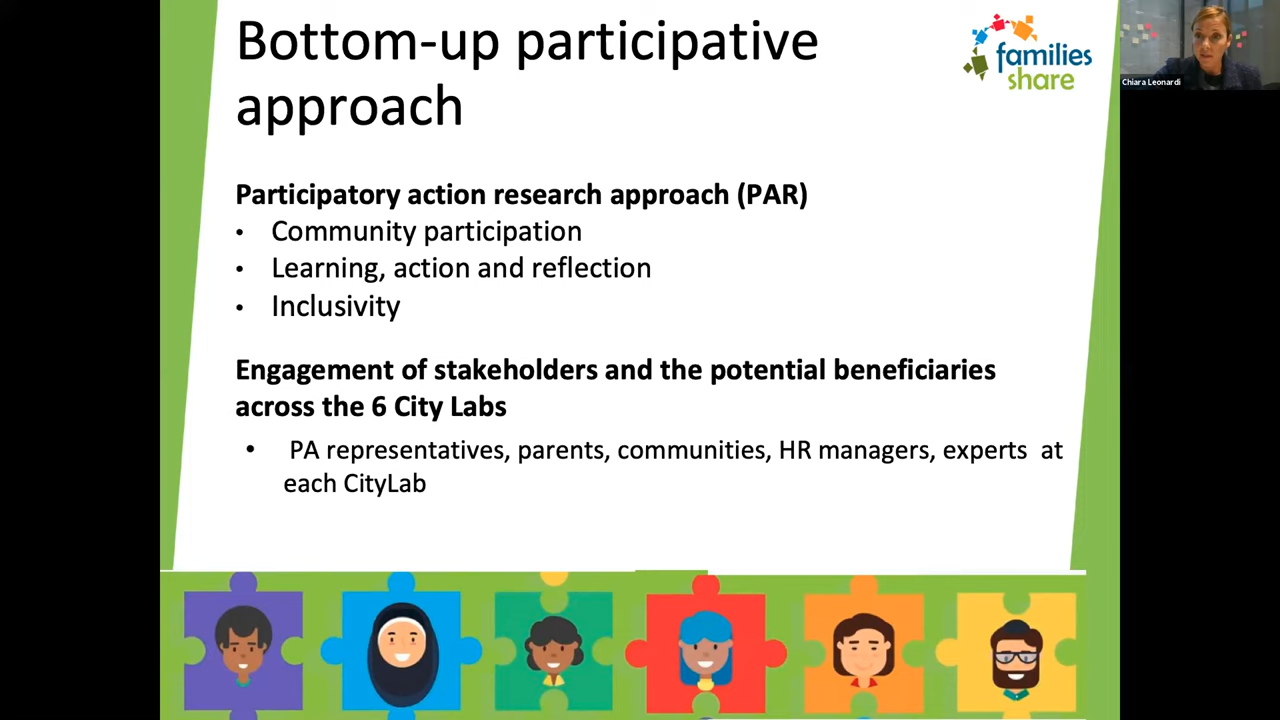 Bottom-up participative
approach
families
share
Chiara Leonardi
Participatory action research approach (PAR)
• Community participation
• Learning, action and reflection
• Inclusivity
Engagement of stakeholders and the potential beneficiaries
across the 6 City Labs
• PA representatives, parents, communities, HR managers, experts at
each CityLab